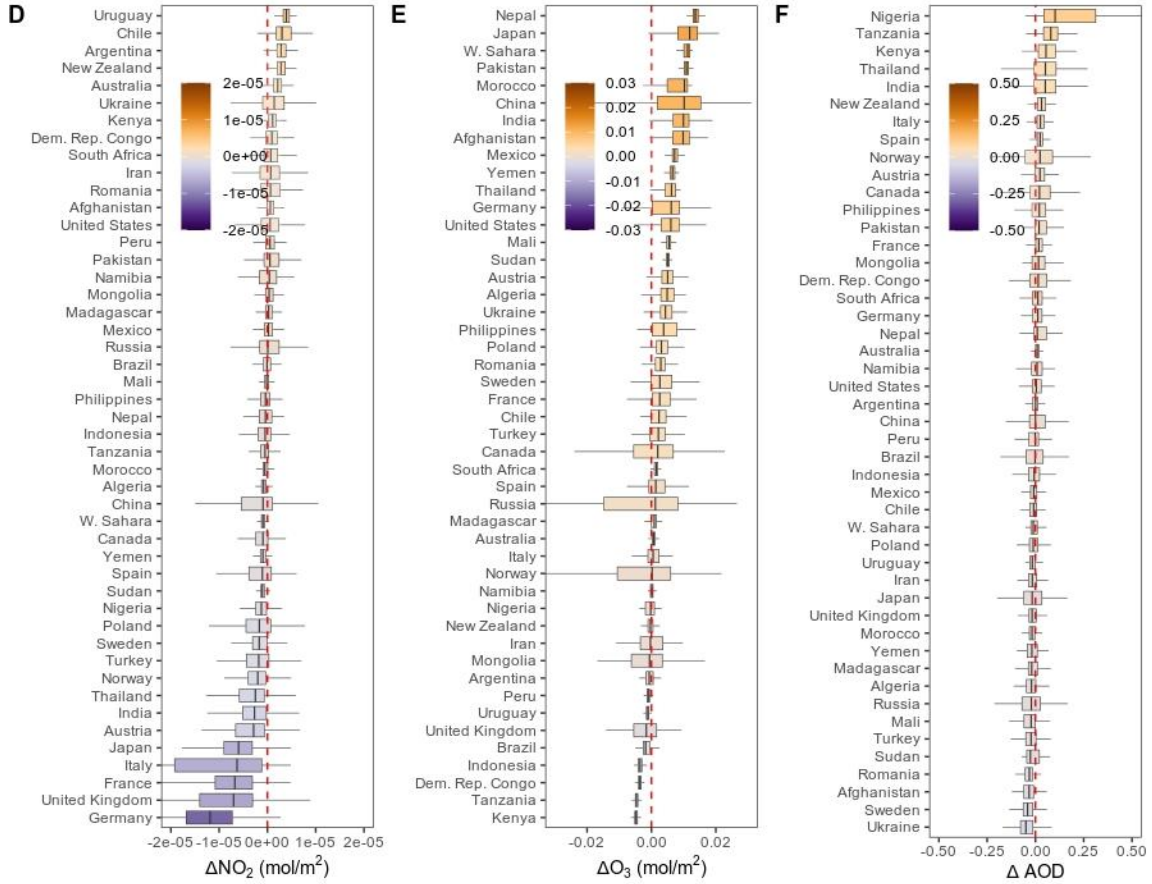 D
Uruguay
Chile
Argentina
New Zealand
Australia
Ukraine
Kenya
Dem. Rep. Congo
South Africa
Iran
Romania
Afghanistan
United States
Peru
Pakistan
Namibia
Mongolia
Madagascar
Mexico
Russia
Brazil
Mali
Philippines
Nepal
Indonesia
Tanzania
Morocco
Algeria
China
W. Sahara
Canada
Yemen
Spain
Sudan
Nigeria
Poland
Sweden
Turkey
Norway
Thailand
India
Austria
Japan
Italy
France
United Kingdom
Germany
2e-05
1e-05
0e+00
-1e-05
-2e-05
-2e-05 -1e-05 0e+00 1e-05 2e-05
ΔNO₂ (mol/m²)
E
Nepal
Japan
W. Sahara
Pakistan
Morocco
China
India
Afghanistan
Mexico
Yemen
Thailand
Germany
United States
Mali
Sudan
Austria
Algeria
Ukraine
Philippines
Poland
Romania
Sweden
France
Chile
Turkey
Canada
South Africa
Spain
Russia
Madagascar
Australia
Italy
Norway
Namibia
Nigeria
New Zealand
Iran
Mongolia
Argentina
Peru
Uruguay
United Kingdom
Brazil
Indonesia
Dem. Rep. Congo
Tanzania
Kenya
0.03
0.02
0.01
0.00
-0.01
-0.02
-0.03
-0.02 0.00 0.02
ΔO₃ (mol/m²)
F
Nigeria
Tanzania
Kenya
Thailand
India
New Zealand
Italy
Spain
Norway
Austria
Canada
Philippines
Pakistan
France
Mongolia
Dem. Rep. Congo
South Africa
Germany
Nepal
Australia
Namibia
United States
Argentina
China
Peru
Brazil
Indonesia
Mexico
Chile
W. Sahara
Poland
Uruguay
Iran
Japan
United Kingdom
Morocco
Yemen
Madagascar
Algeria
Russia
Mali
Turkey
Sudan
Romania
Afghanistan
Sweden
Ukraine
0.50
0.25
0.00
-0.25
-0.50
-0.50 -0.25 0.00 0.25 0.50
Δ AOD